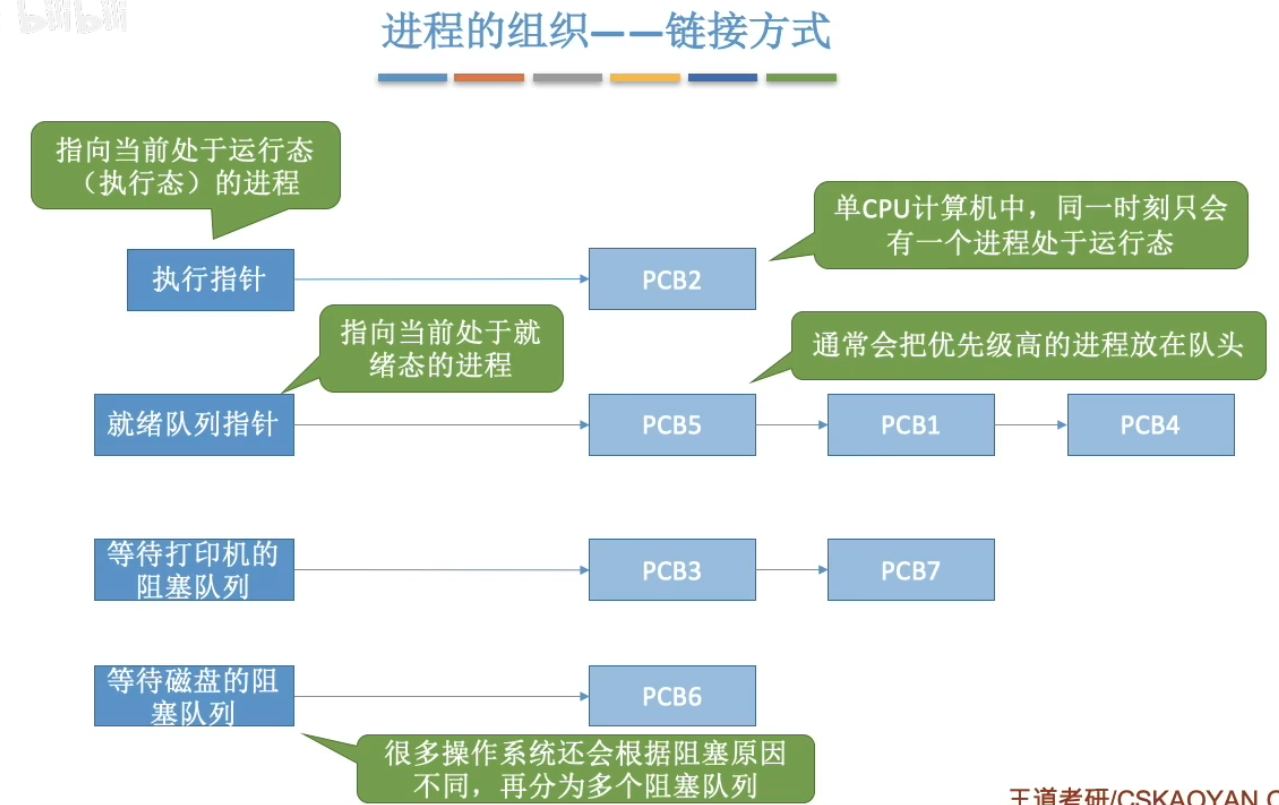 进程的组织——链接方式
指向当前处于运行态
（执行态）的进程
单CPU计算机中，同一时刻只会
有一个进程处于运行态
执行指针
PCB2
指向当前处于就
绪态的进程
通常会把优先级高的进程放在队头
就绪队列指针
PCB5
PCB1
PCB4
等待打印机的
阻塞队列
PCB3
PCB7
等待磁盘的阻
塞队列
PCB6
很多操作系统还会根据阻塞原因
不同，再分为多个阻塞队列
王道考研/CSKAOYAN.C